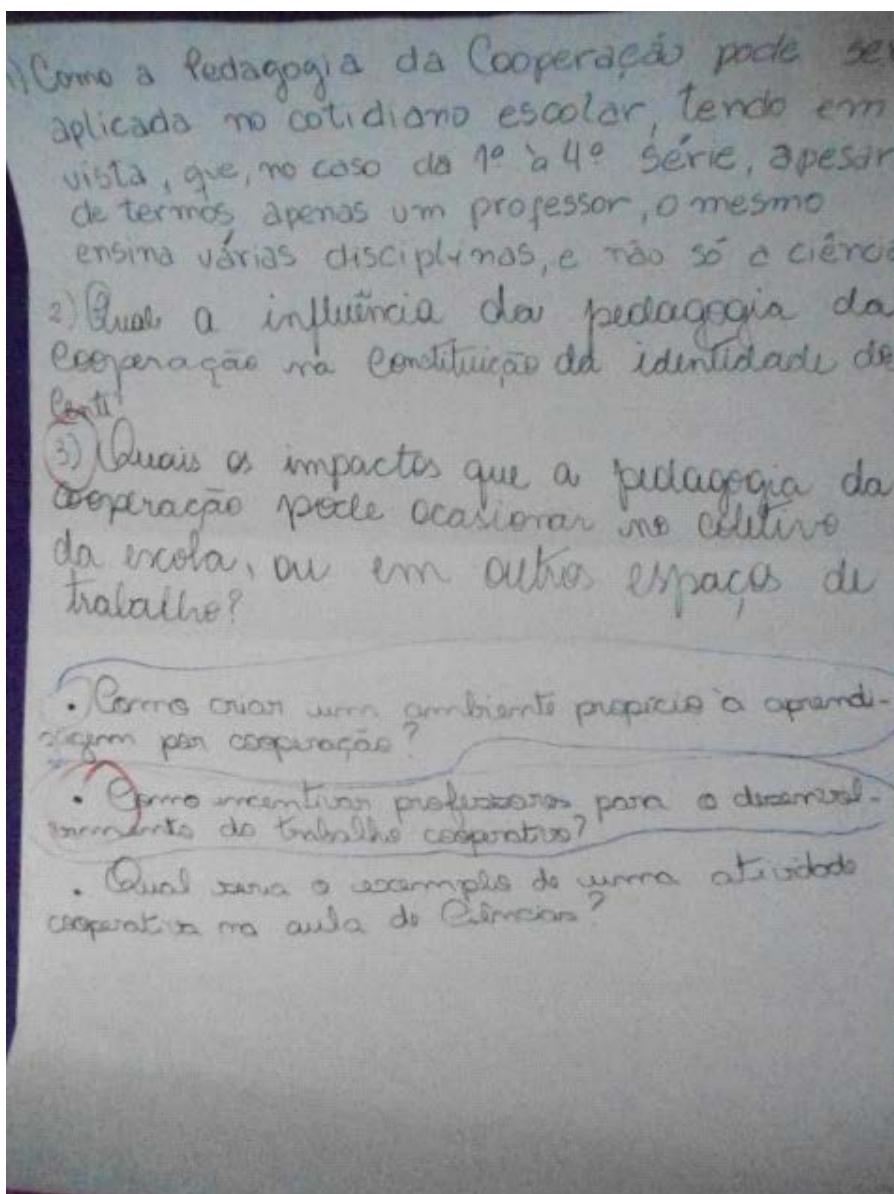 1) Como a Pedagogia da Cooperação pode se
aplicada no cotidiano escolar, tendo em
vista, que, no caso da 1º à 4º série, apesar
de termos apenas um professor, o mesmo
ensina várias disciplinas, e não só a ciência
2) Qual a influência da pedagogia da
cooperação na constituição da identidade do
3) Quais os impactos que a pedagogia da
cooperação pode ocasionar no coletivo
da escola, ou em outros espaços de
trabalho?
. Como criar um ambiente propício à aprendi-
zagem por cooperação?
. Como incentivar professores para o desenvol-
vimento do trabalho cooperativo?
. Qual seria o exemplo de uma atividade
cooperativa na aula de Ciências?